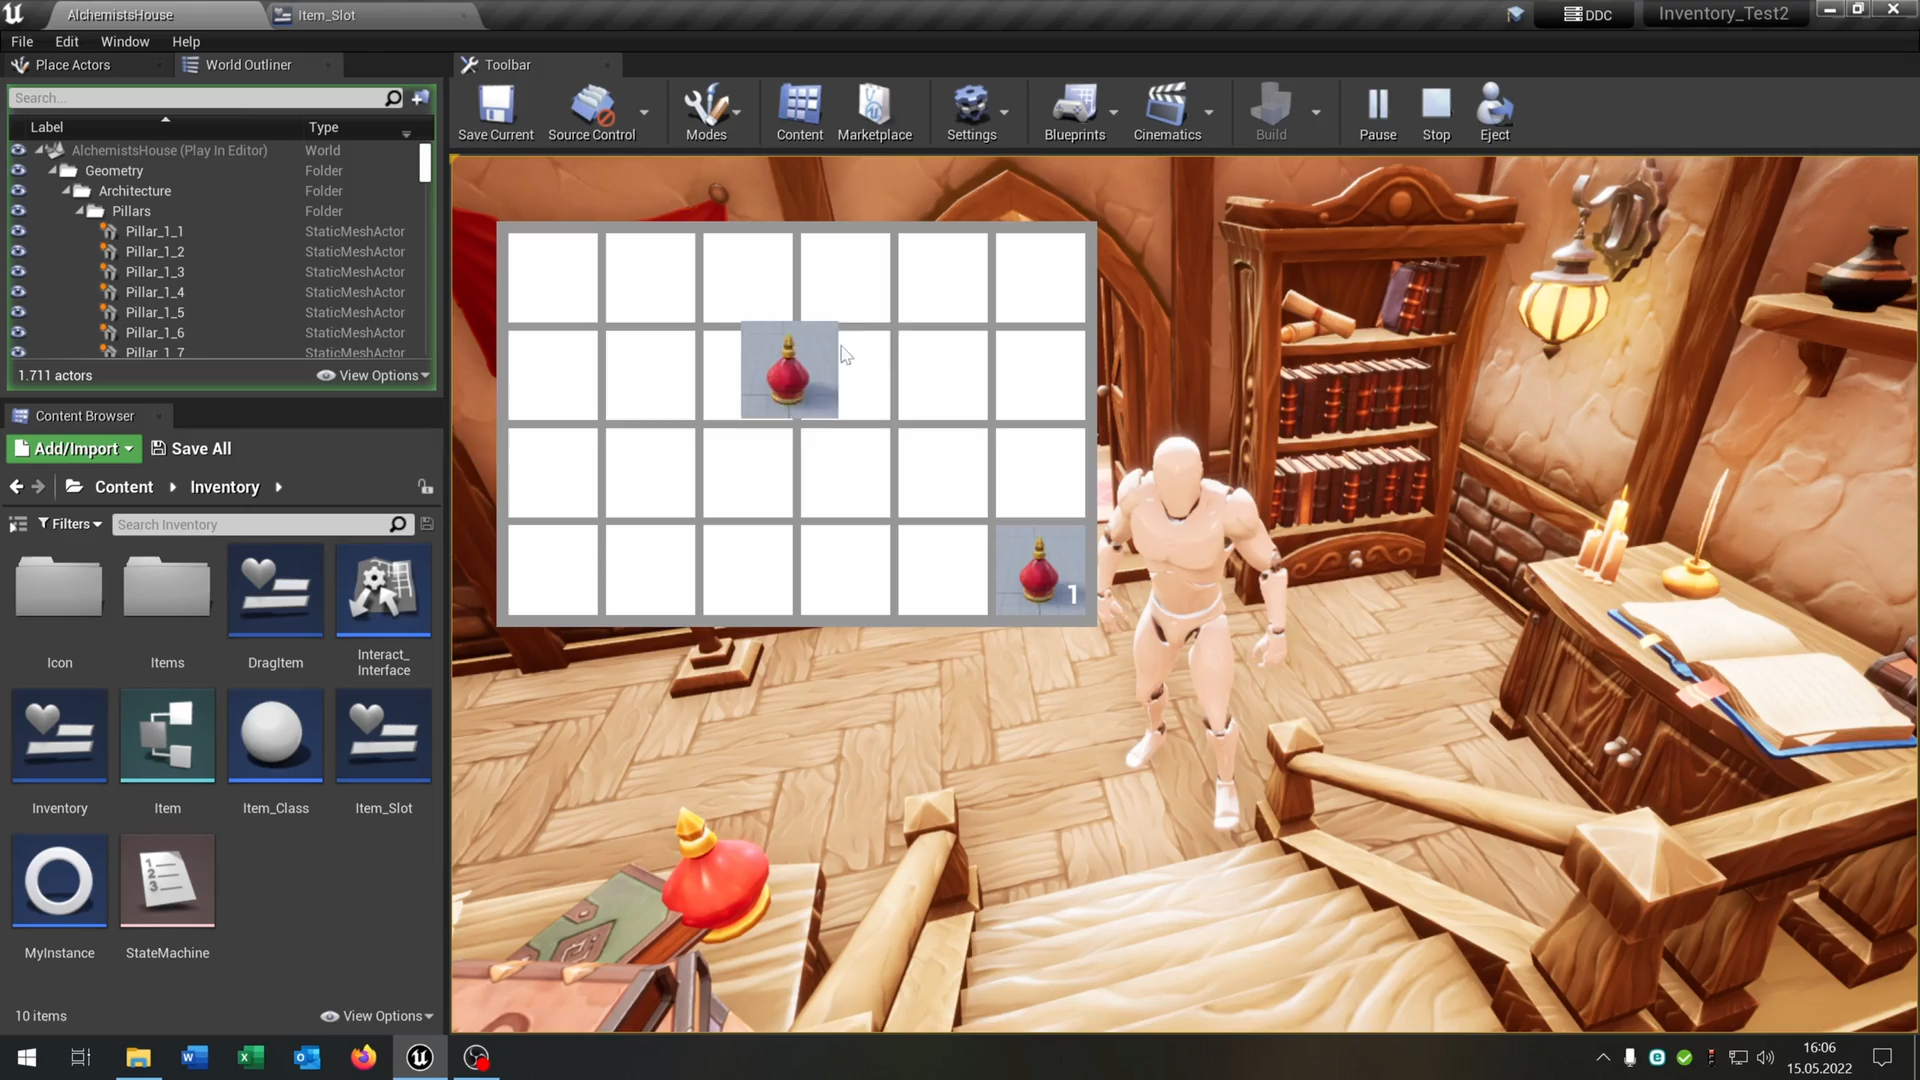 AlchemistsHouse
Item_Slot
DDC
Inventory_Test2
File Edit Window Help
Place Actors
World Outliner
Toolbar
Search...
Label
Type
AlchemistsHouse (Play In Editor) World
Geometry Folder
Architecture Folder
Pillars Folder
Pillar_1_1 StaticMeshActor
Pillar_1_2 StaticMeshActor
Pillar_1_3 StaticMeshActor
Pillar_1_4 StaticMeshActor
Pillar_1_5 StaticMeshActor
Pillar_1_6 StaticMeshActor
Pillar_1_7 StaticMeshActor
1.711 actors
View Options
Save Current
Source Control
Modes
Content
Marketplace
Settings
Blueprints
Cinematics
Build
Pause
Stop
Eject
1
Content Browser
Add/Import
Save All
Content
Inventory
Filters
Search Inventory
Icon
Items
DragItem
Interact_
Interface
Inventory
Item
Item_Class
Item_Slot
MyInstance
StateMachine
10 items
View Options
16:06
15.05.2022